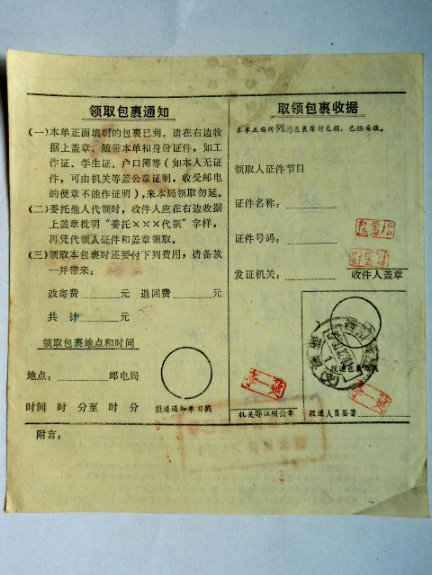 领取包裹通知
(一)本单正面填明的包裹已到，请在右边收
据上盖章，随带本单和身份证件，如工
作证、学生证、户口簿等(如本人无证
件，可由机关等盖公章证明，收受邮电
的便章不能作证明)，来本局领取勿延。
(二)委托他人代领时，收件人应在右边收据
上盖章批明“委托×××代领”字样，
再凭代领人证件和盖章领取。
(三)领取本包裹时还要付下列费用，请备款
一并带来：
改寄费 元 退回费 元
共计 元
领取包裹地点和时间
地点： 邮电局
时间 时 分至 时 分
投递通知单日戳
附言：
取领包裹收据
本单正面所列的包裹 ，已经妥收。
领取人证件节目
证件名称：
证件号码：
发证机关：
收件人盖章
投递包裹日戳
机关等证明公章
投递人员签署